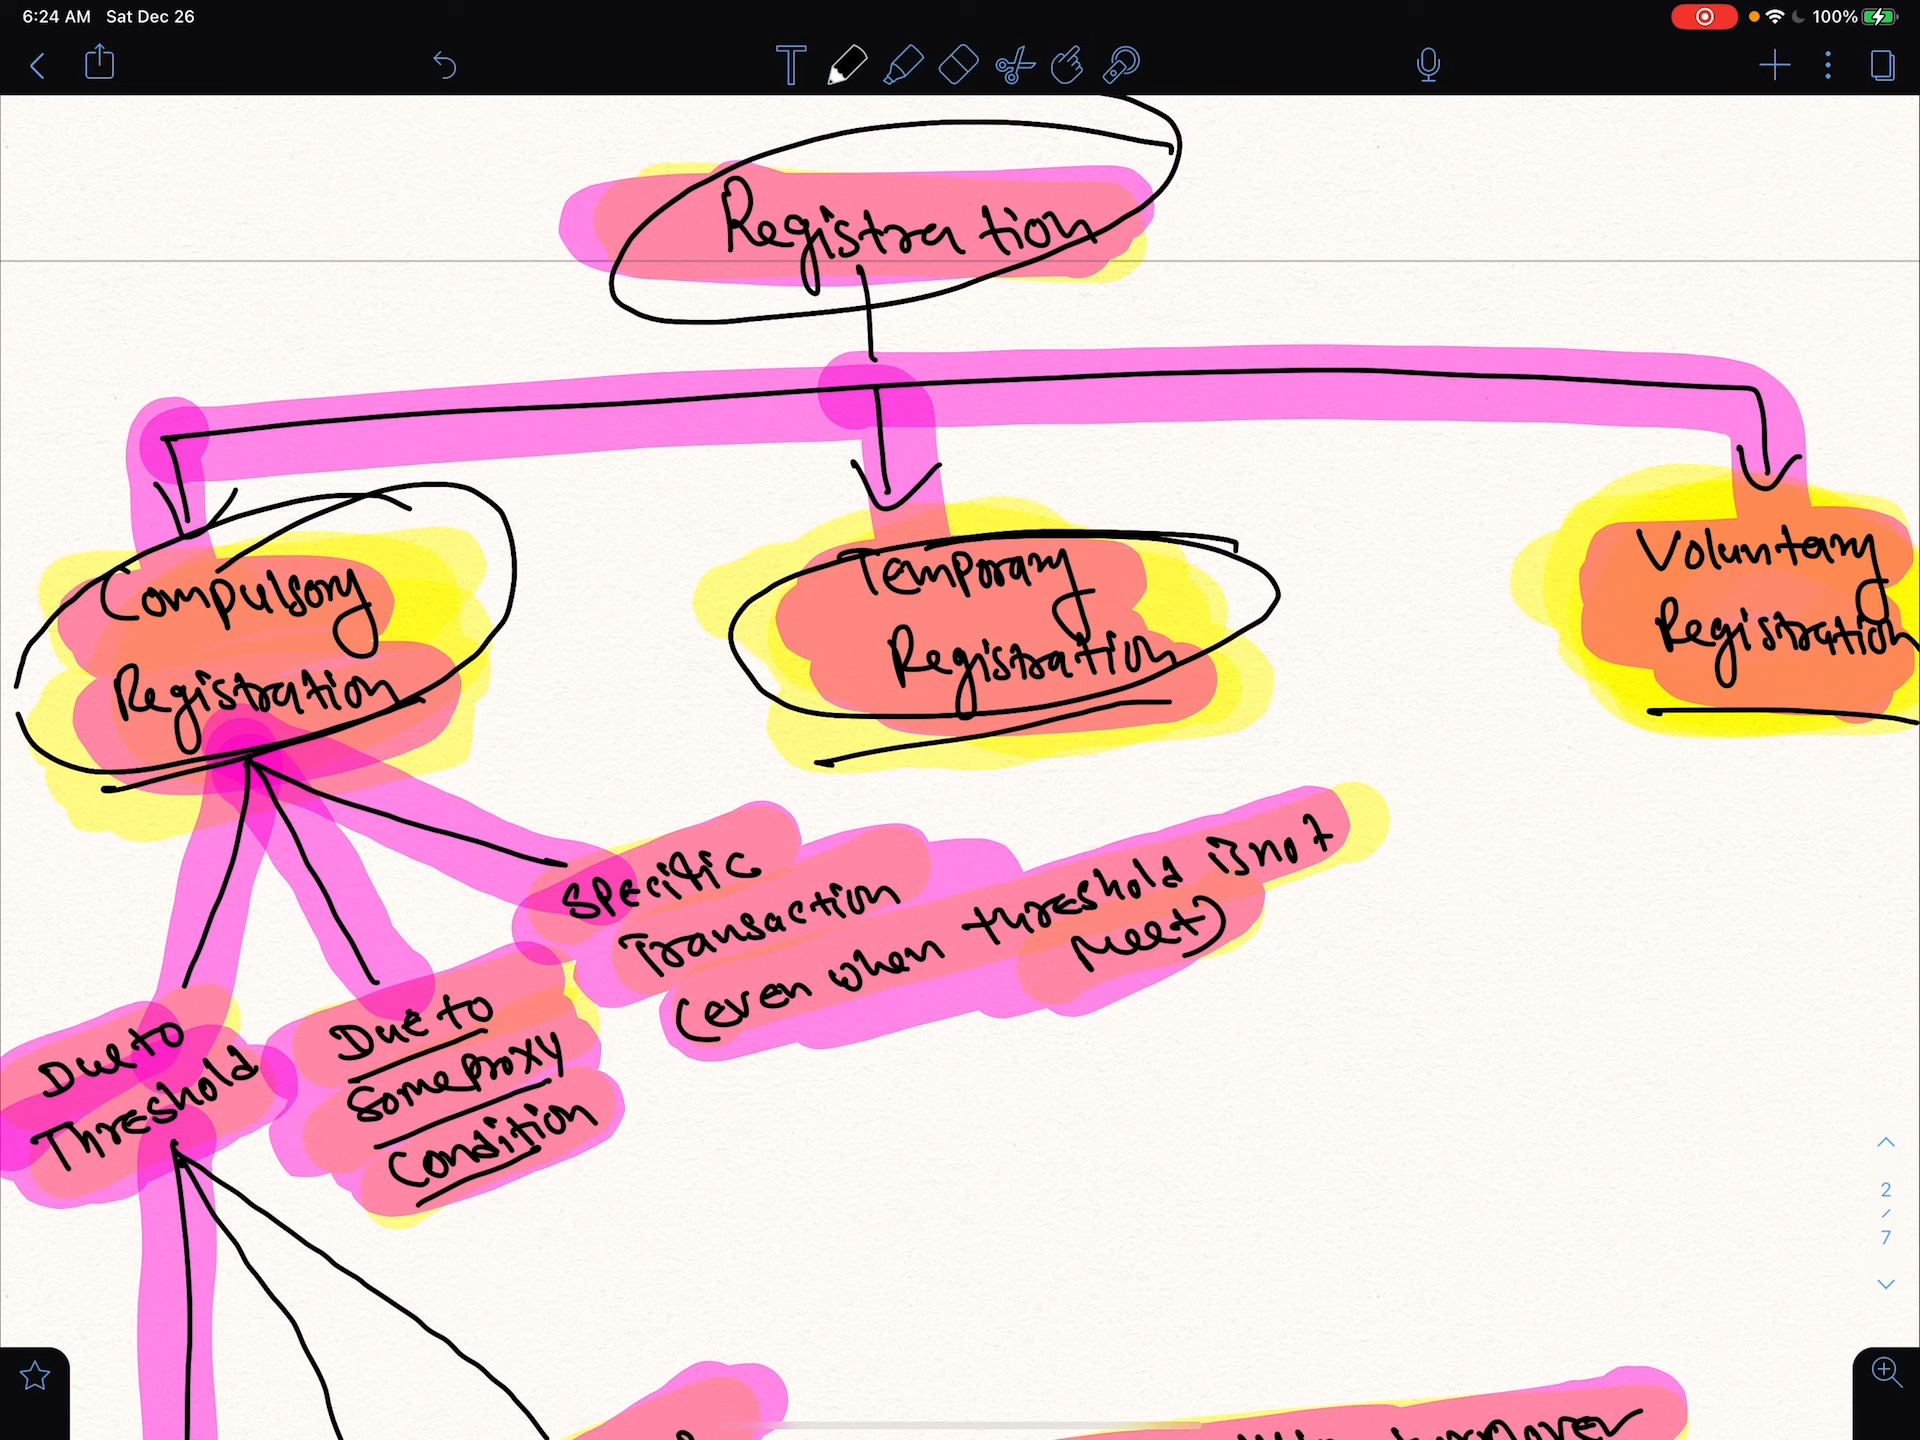 6:24 AM Sat Dec 26
100%
Registration
Compulsory
Registration
Temporary
Registration
Voluntary
Registration
Specific
Transaction
(even when threshold is not
Meet)
Due to
Threshold
Due to
Some proxy
Condition
2
/
7
turnover